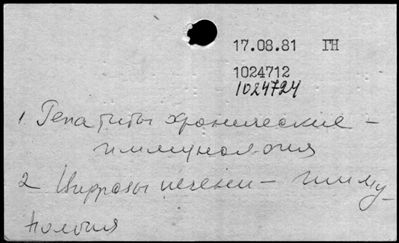 17.08.81 ГН
1024712
1024724
1 Гепатиты хронические -
иммунология
2 Циррозы печени - имму
нология